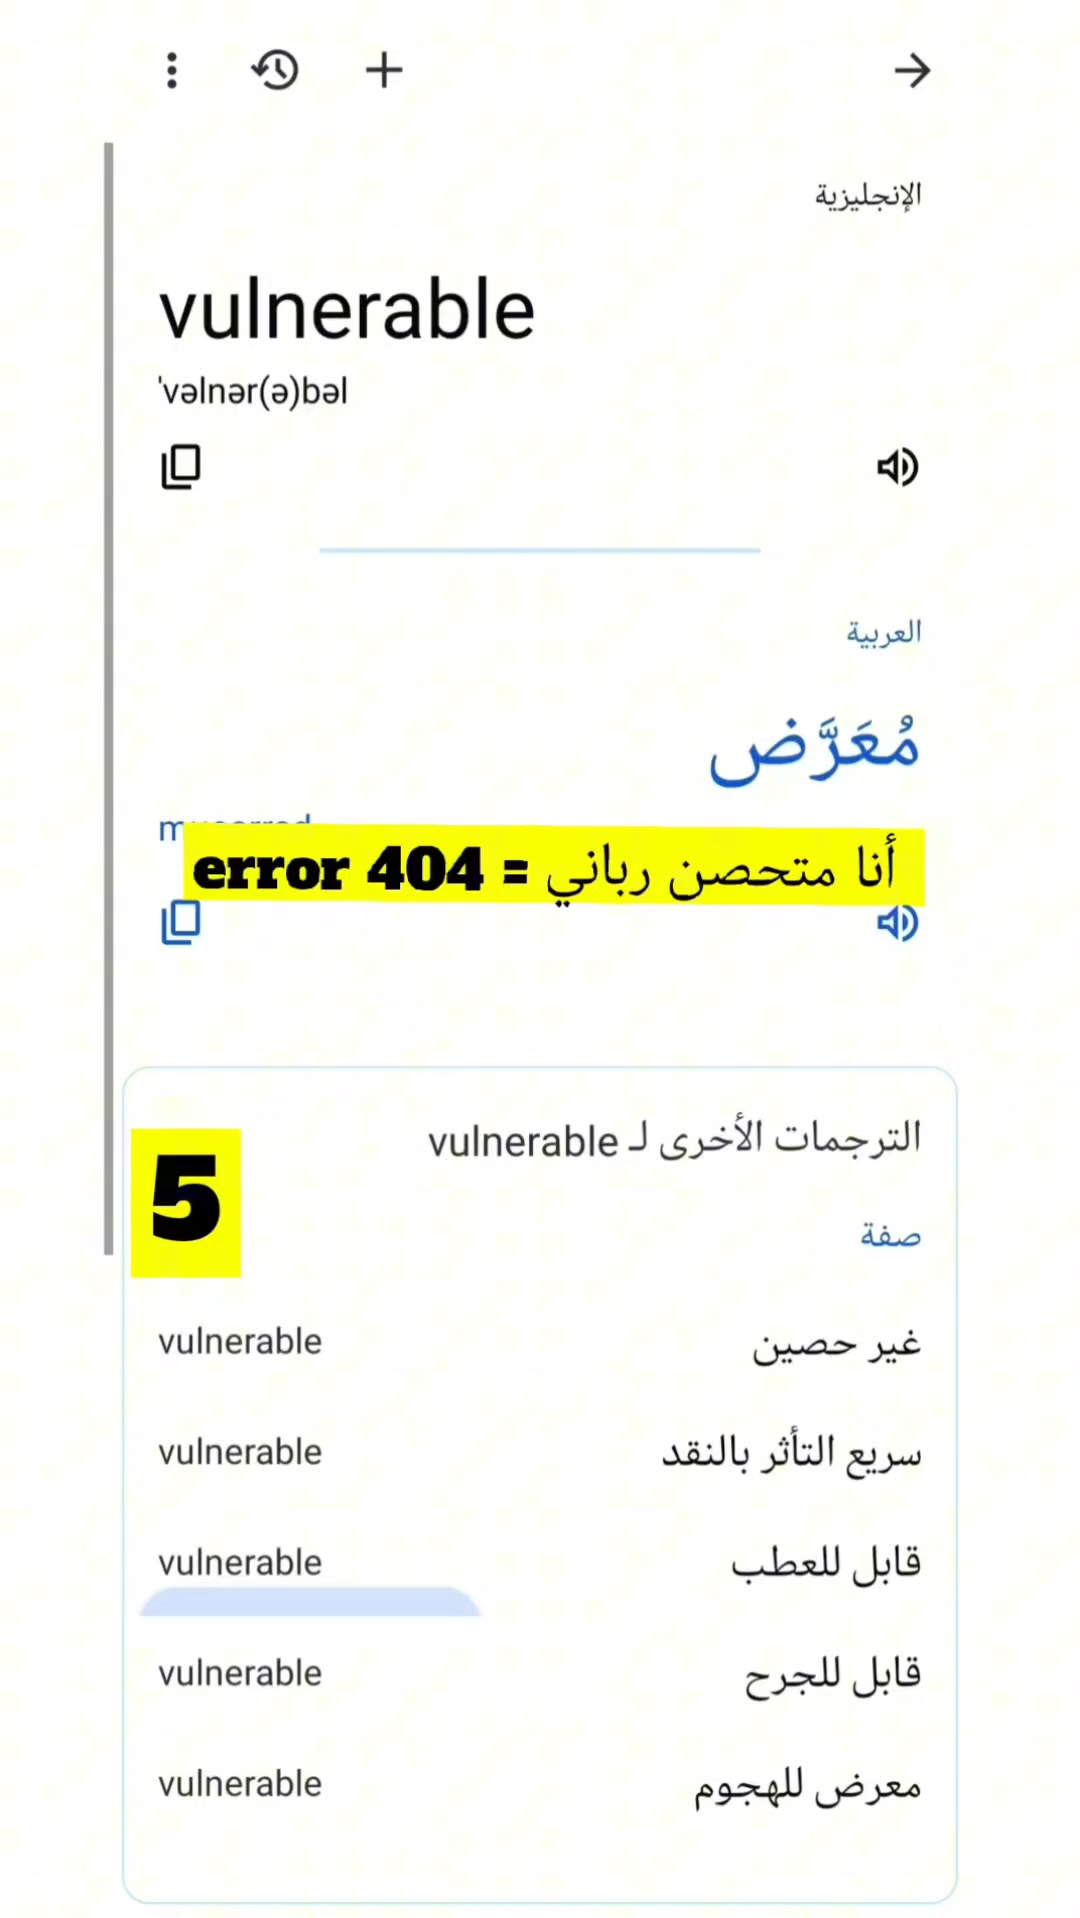 الإنجليزية
vulnerable
ˈvəlnər(ə)bəl
العربية
مُعَرَّض
أنا متحصن رباني = error 404
الترجمات الأخرى لـ vulnerable
5
صفة
غير حصين vulnerable
سريع التأثر بالنقد vulnerable
قابل للعطب vulnerable
قابل للجرح vulnerable
معرض للهجوم vulnerable